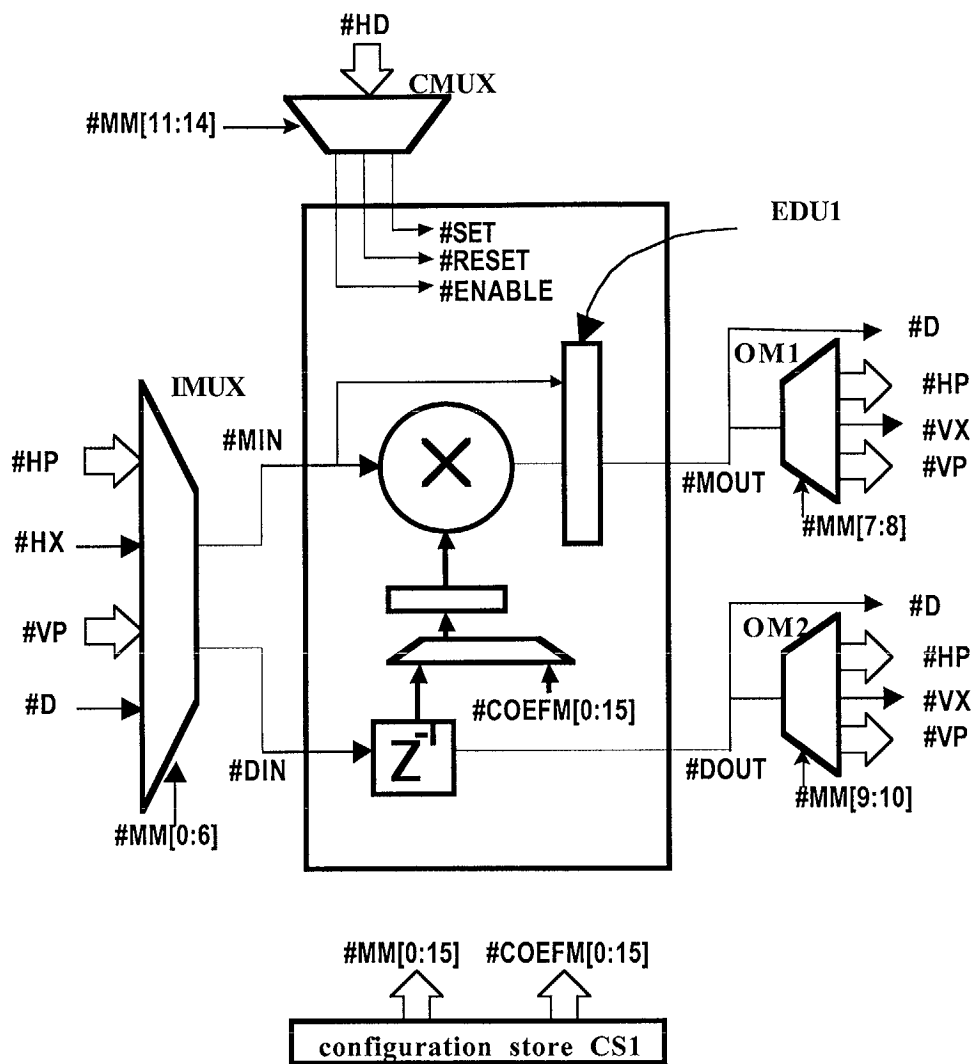 #HD
CMUX
#MM[11:14]
EDU1
#SET
#RESET
#ENABLE
#D
OM1
#HP
IMUX
#VX
#MIN
#HP
×
#VP
#MOUT
#HX
#MM[7:8]
#D
#VP
OM2
#HP
#COEFM[0:15]
#VX
#D
Z-1
#VP
#DIN
#DOUT
#MM[9:10]
#MM[0:6]
#MM[0:15] #COEFM[0:15]
configuration store CS1